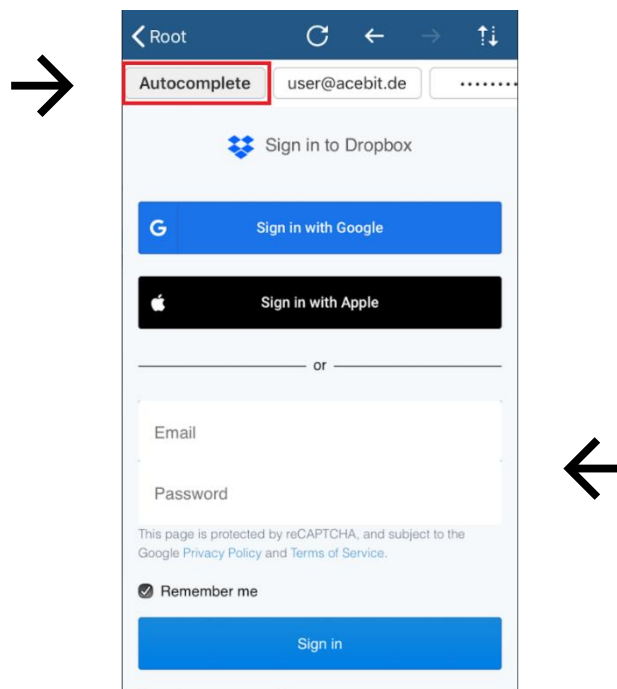 Root
Autocomplete user@acebit.de ········
Sign in to Dropbox
G Sign in with Google
Sign in with Apple
or
Email
Password
This page is protected by reCAPTCHA, and subject to the
Google Privacy Policy and Terms of Service.
Remember me
Sign in